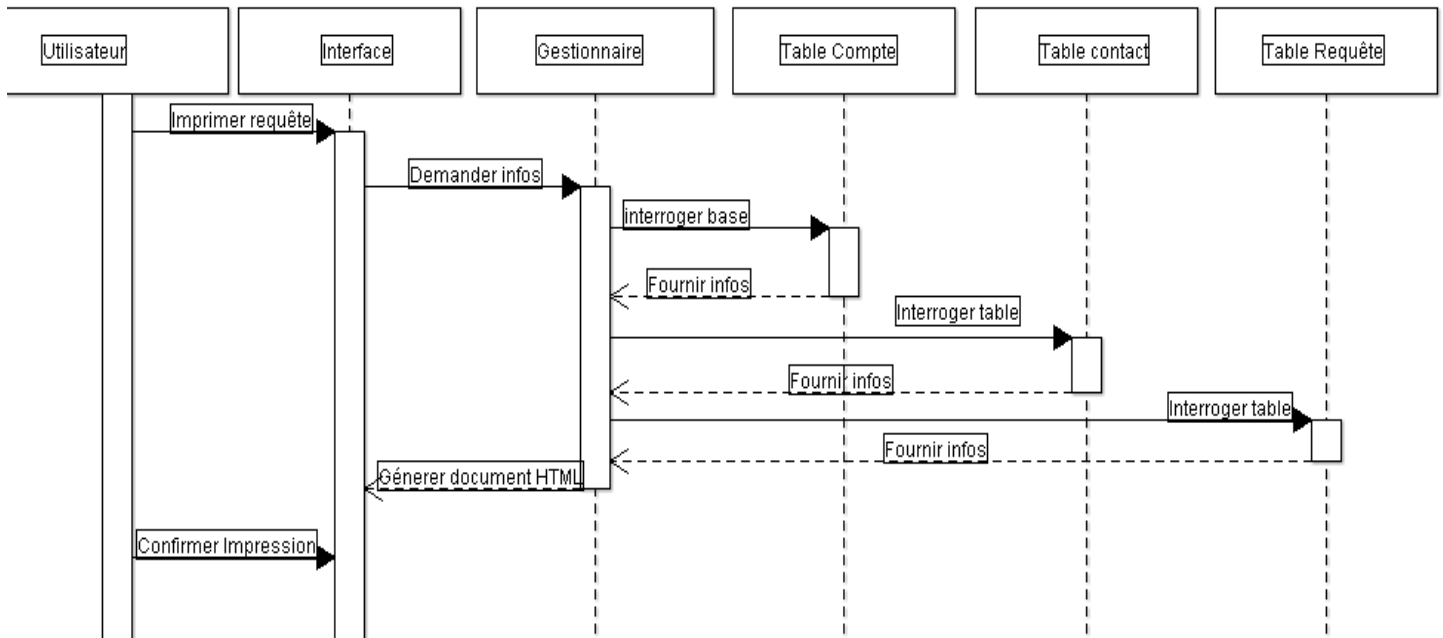 Utilisateur
Interface
Gestionnaire
Table Compte
Table contact
Table Requête
Imprimer requête
Demander infos
interroger base
Fournir infos
Interroger table
Fournir infos
Interroger table
Fournir infos
Génerer document HTML
Confirmer Impression